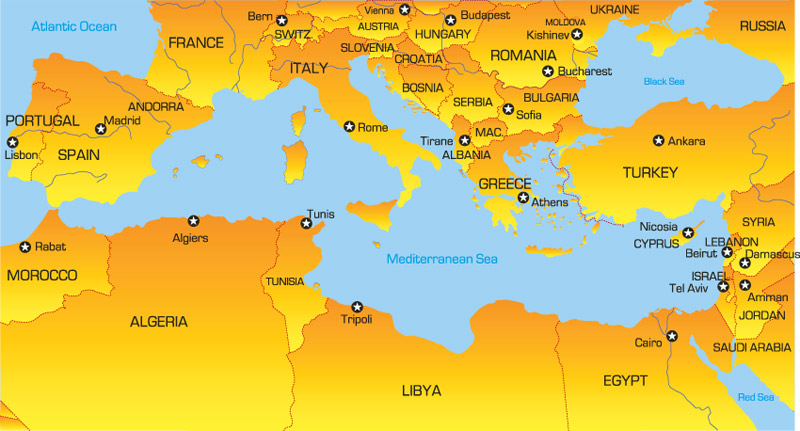 Atlantic Ocean
FRANCE
Bern
SWITZ
Vienna
AUSTRIA
Budapest
HUNGARY
SLOVENIA
CROATIA
MOLDOVA
Kishinev
UKRAINE
RUSSIA
ROMANIA
Bucharest
ITALY
BOSNIA
SERBIA
BULGARIA
Sofia
Black Sea
ANDORRA
PORTUGAL
Madrid
Lisbon
SPAIN
Rome
Tirane
MAC.
ALBANIA
GREECE
Athens
Ankara
TURKEY
Rabat
MOROCCO
Algiers
Tunis
TUNISIA
ALGERIA
Mediterranean Sea
Nicosia
CYPRUS
SYRIA
LEBANON
Beirut
Damascus
ISRAEL
Tel Aviv
Amman
JORDAN
Tripoli
LIBYA
Cairo
EGYPT
SAUDI ARABIA
Red Sea